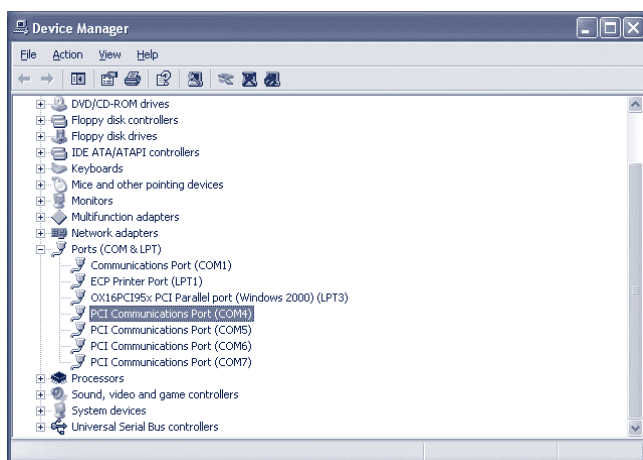 Device Manager
File Action View Help
DVD/CD-ROM drives
Floppy disk controllers
Floppy disk drives
IDE ATA/ATAPI controllers
Keyboards
Mice and other pointing devices
Monitors
Multifunction adapters
Network adapters
Ports (COM & LPT)
Communications Port (COM1)
ECP Printer Port (LPT1)
OX16PCI95x PCI Parallel port (Windows 2000) (LPT3)
PCI Communications Port (COM4)
PCI Communications Port (COM5)
PCI Communications Port (COM6)
PCI Communications Port (COM7)
Processors
Sound, video and game controllers
System devices
Universal Serial Bus controllers